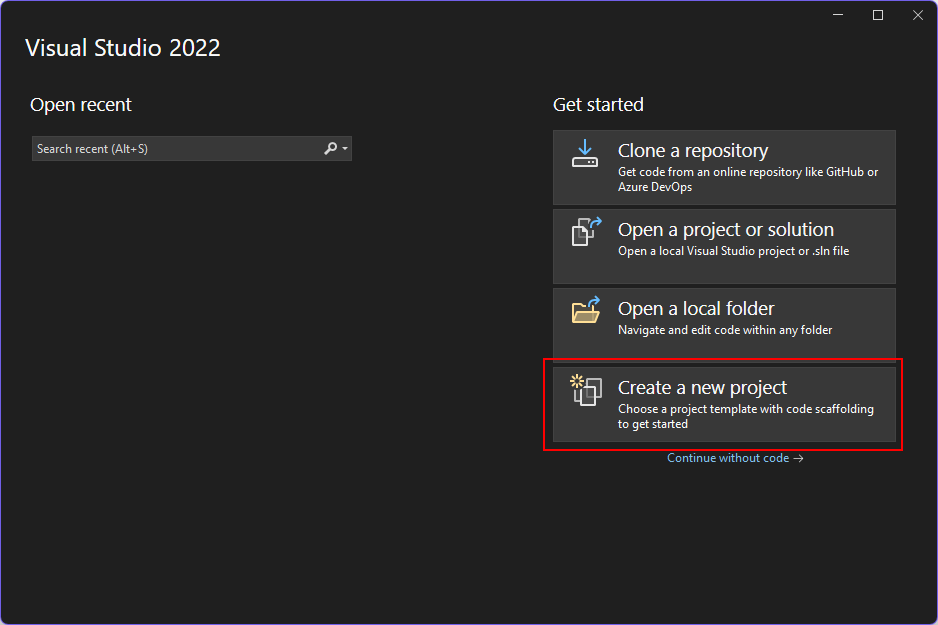 Visual Studio 2022
Open recent
Search recent (Alt+S)
Get started
Clone a repository
Get code from an online repository like GitHub or
Azure DevOps
Open a project or solution
Open a local Visual Studio project or .sln file
Open a local folder
Navigate and edit code within any folder
Create a new project
Choose a project template with code scaffolding
to get started
Continue without code →